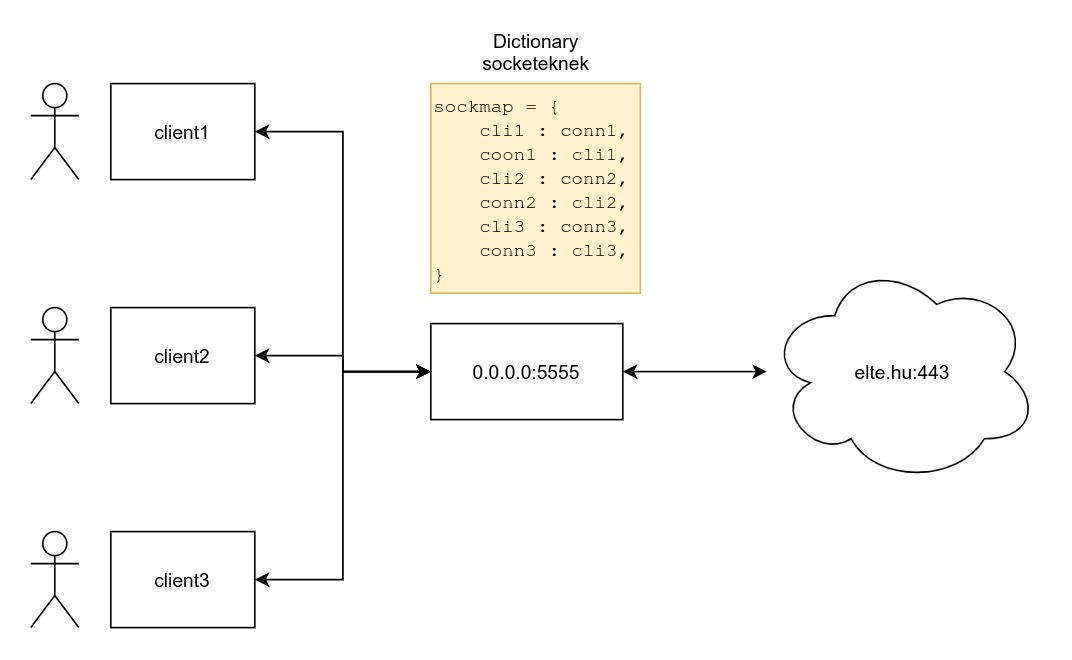 Dictionary
socketeknek
sockmap = {
    cli1 : conn1,
    coon1 : cli1,
    cli2 : conn2,
    conn2 : cli2,
    cli3 : conn3,
    conn3 : cli3,
}
client1
client2
0.0.0.0:5555
elte.hu:443
client3